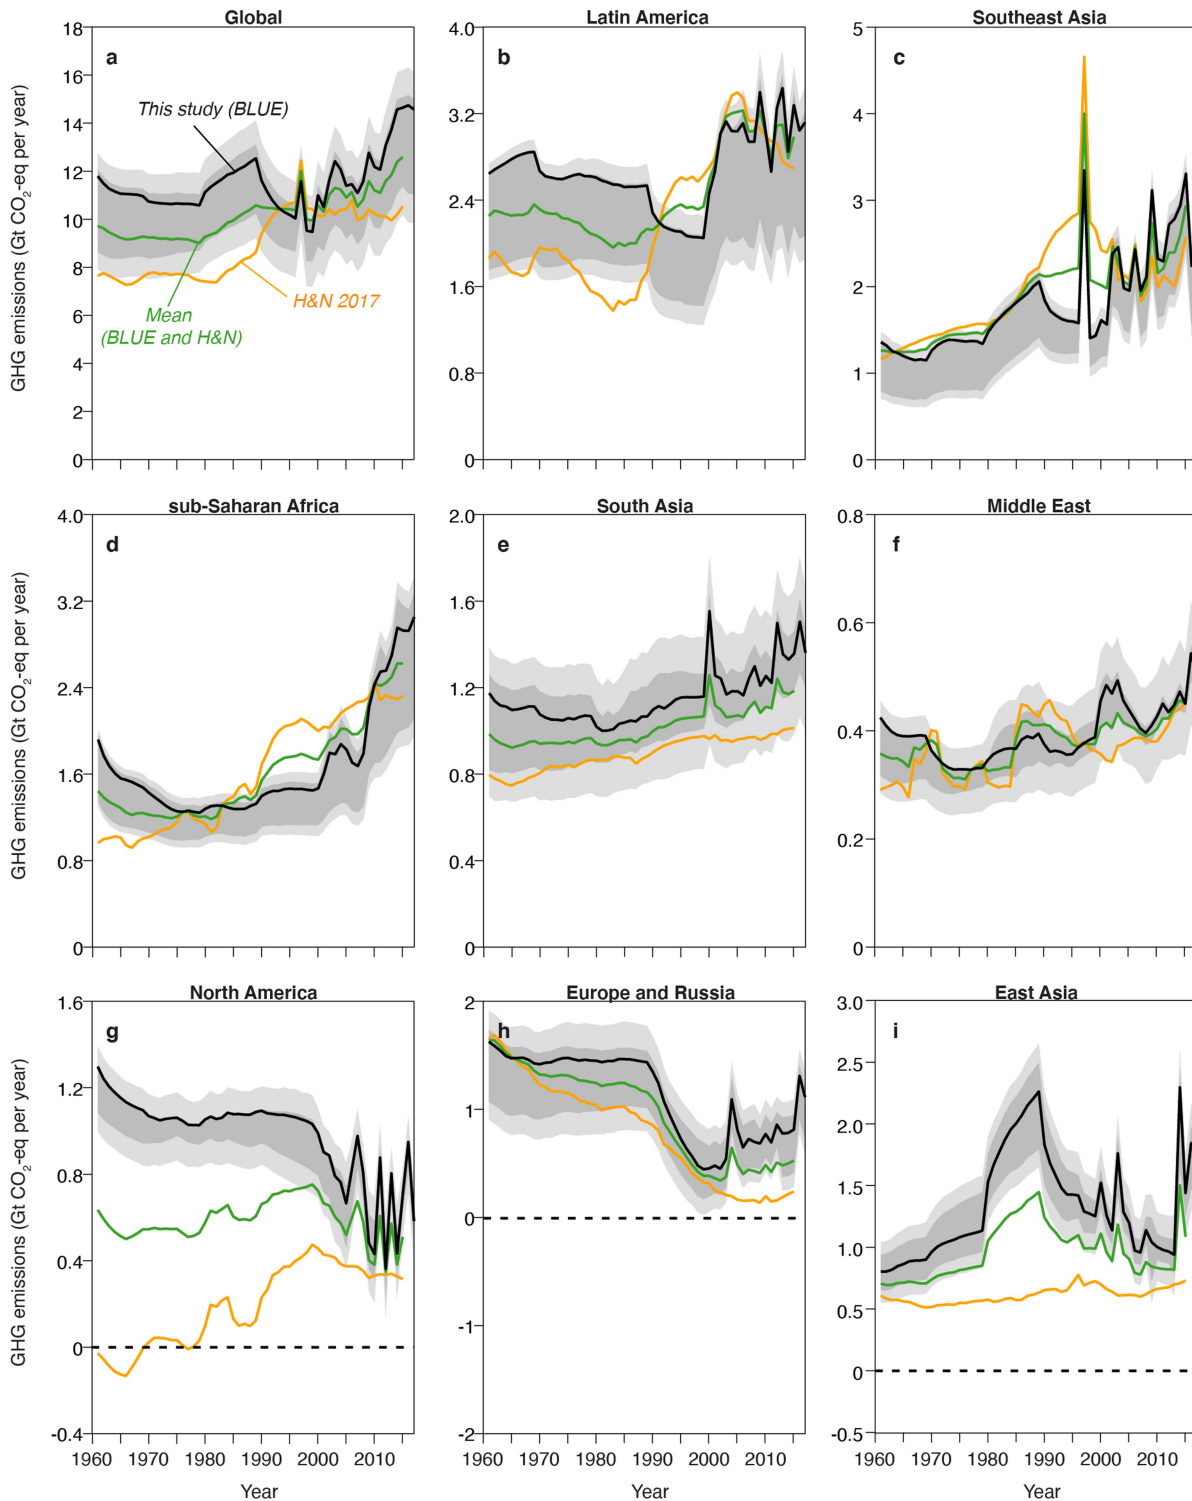 Global
Latin America
Southeast Asia
18
16
14
12
10
8
6
4
2
0
4.0
3.2
2.4
1.6
0.8
0
5
4
3
2
1
0
a
b
c
This study (BLUE)
H&N 2017
Mean
(BLUE and H&N)
GHG emissions (Gt CO₂-eq per year)
sub-Saharan Africa
South Asia
Middle East
4.0
3.2
2.4
1.6
0.8
0
2.0
1.6
1.2
0.8
0.4
0
0.8
0.6
0.4
0.2
0
d
e
f
GHG emissions (Gt CO₂-eq per year)
North America
Europe and Russia
East Asia
1.6
1.2
0.8
0.4
0
-0.4
2
1
0
-1
-2
3.0
2.5
2.0
1.5
1.0
0.5
0
-0.5
g
h
i
GHG emissions (Gt CO₂-eq per year)
1960 1970 1980 1990 2000 2010
1960 1970 1980 1990 2000 2010
1960 1970 1980 1990 2000 2010
Year
Year
Year